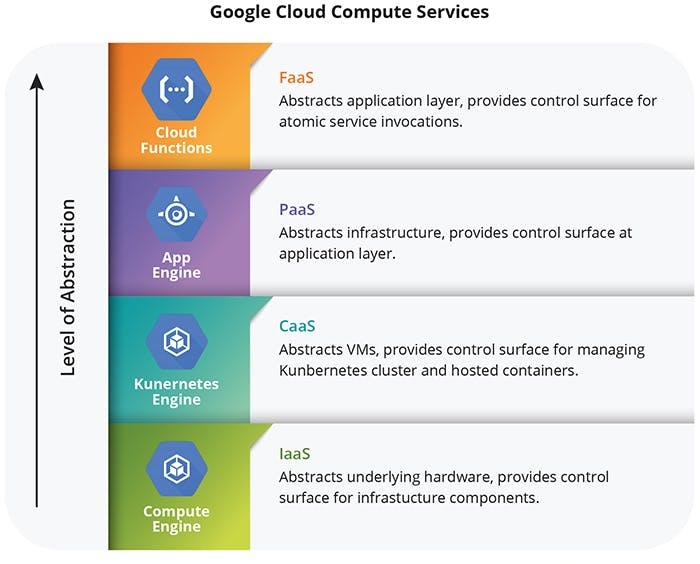 Google Cloud Compute Services
Level of Abstraction
Cloud
Functions
FaaS
Abstracts application layer, provides control surface for
atomic service invocations.
App
Engine
PaaS
Abstracts infrastructure, provides control surface at
application layer.
Kunernetes
Engine
CaaS
Abstracts VMs, provides control surface for managing
Kunbernetes cluster and hosted containers.
Compute
Engine
IaaS
Abstracts underlying hardware, provides control
surface for infrastucture components.